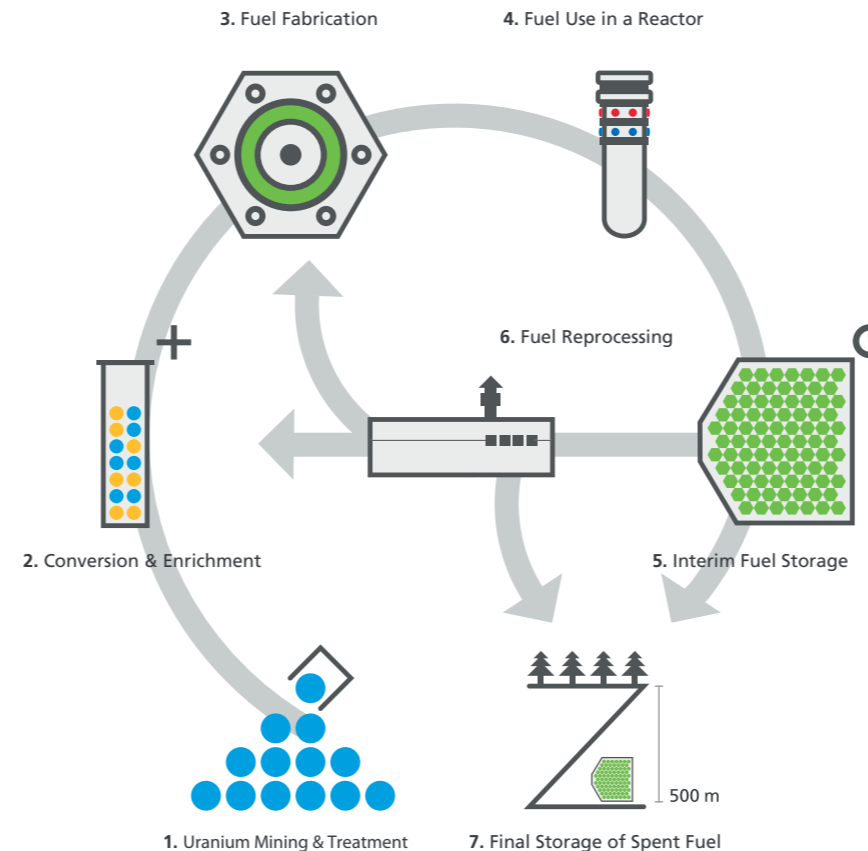 3. Fuel Fabrication
4. Fuel Use in a Reactor
6. Fuel Reprocessing
2. Conversion & Enrichment
5. Interim Fuel Storage
500 m
1. Uranium Mining & Treatment
7. Final Storage of Spent Fuel